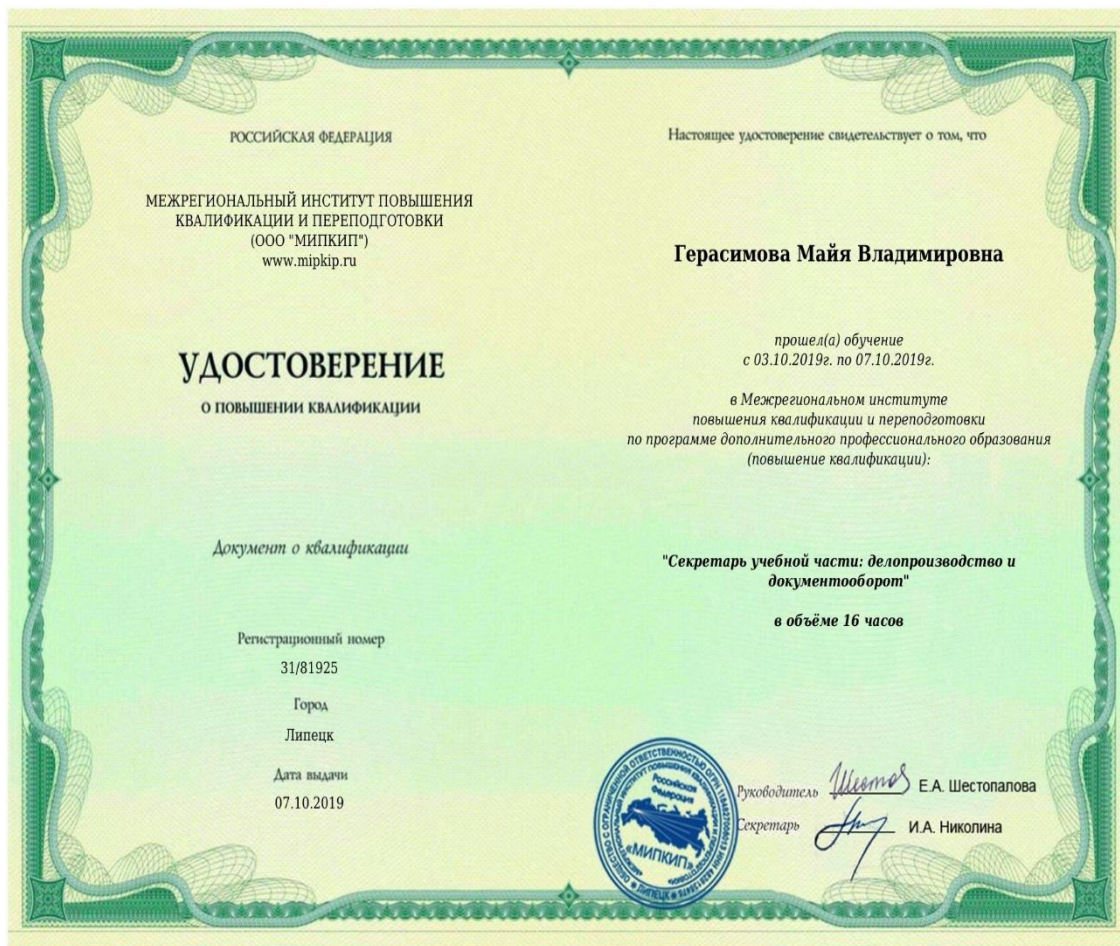 РОССИЙСКАЯ ФЕДЕРАЦИЯ
МЕЖРЕГИОНАЛЬНЫЙ ИНСТИТУТ ПОВЫШЕНИЯ
КВАЛИФИКАЦИИ И ПЕРЕПОДГОТОВКИ
(ООО "МИПКИП")
www.mipkip.ru
УДОСТОВЕРЕНИЕ
О ПОВЫШЕНИИ КВАЛИФИКАЦИИ
Документ о квалификации
Регистрационный номер
31/81925
Город
Липецк
Дата выдачи
07.10.2019
Настоящее удостоверение свидетельствует о том, что
Герасимова Майя Владимировна
прошел(а) обучение
с 03.10.2019г. по 07.10.2019г.
в Межрегиональном институте
повышения квалификации и переподготовки
по программе дополнительного профессионального образования
(повышение квалификации):
"Секретарь учебной части: делопроизводство и
документооборот"
в объёме 16 часов
Руководитель Е.А. Шестопалова
Секретарь И.А. Николина
Российская
Федерация
«МИПКИП»
ЛИПЕЦК